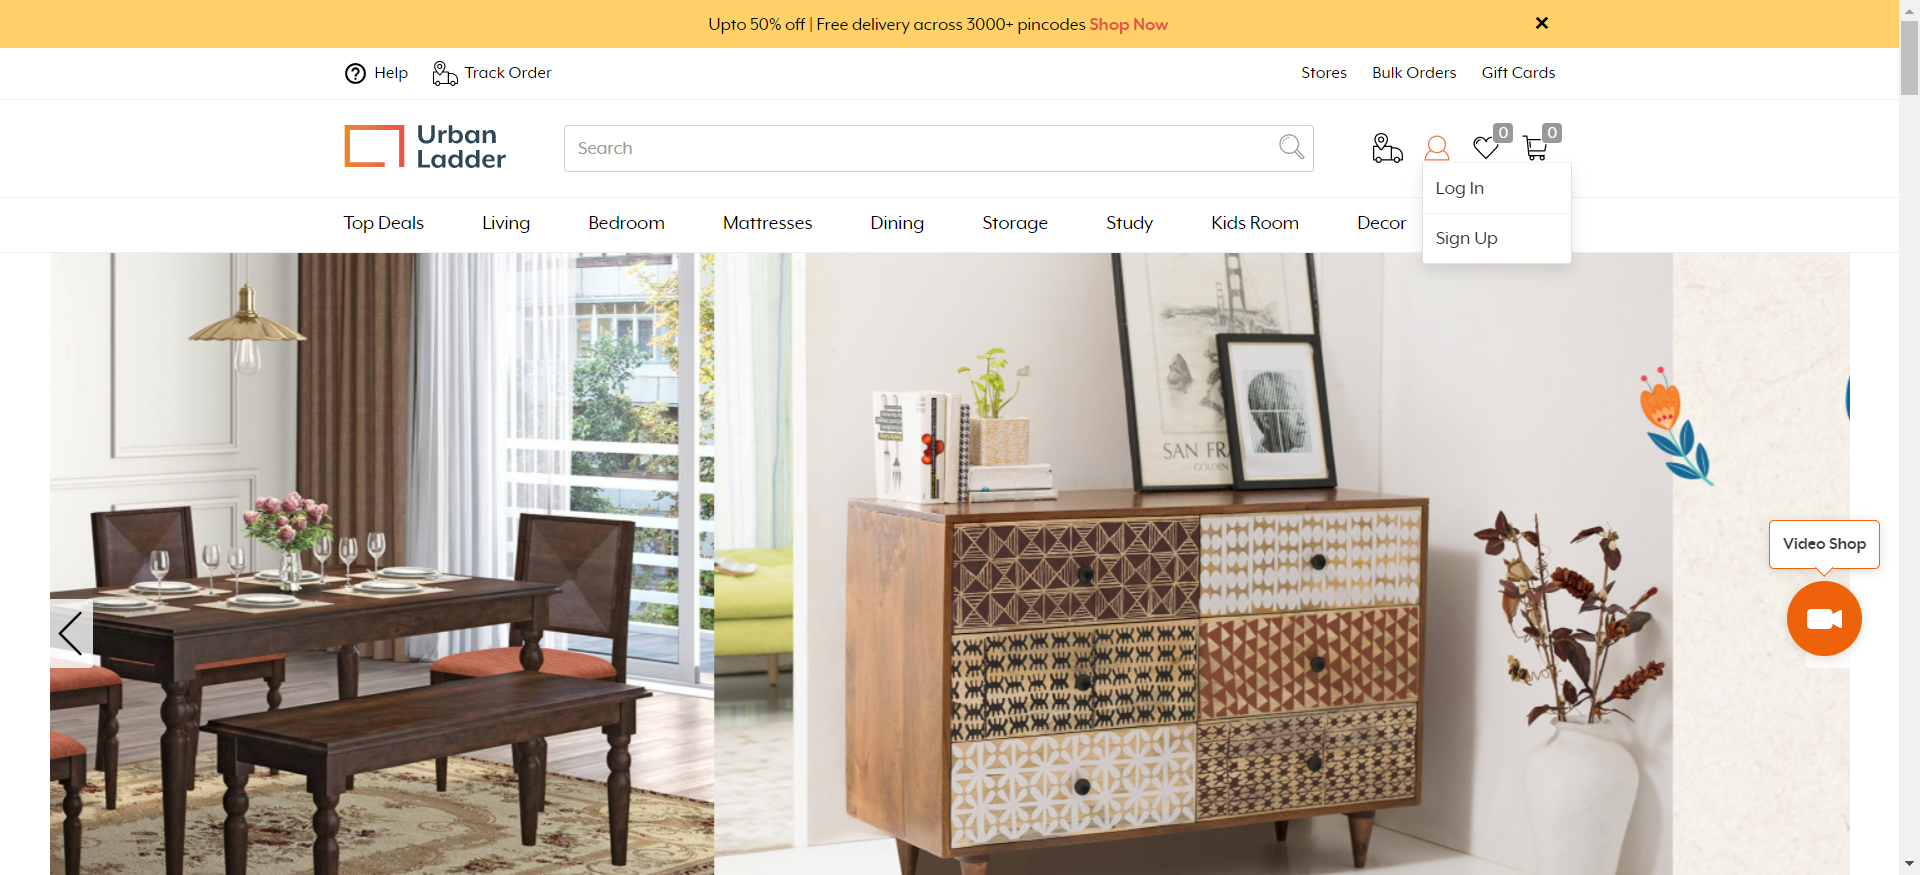 Upto 50% off | Free delivery across 3000+ pincodes Shop Now
Help
Track Order
Stores
Bulk Orders
Gift Cards
Urban
Ladder
Search
0
0
Log In
Sign Up
Top Deals
Living
Bedroom
Mattresses
Dining
Storage
Study
Kids Room
Decor
SAN FR
GOLDEN
Video Shop